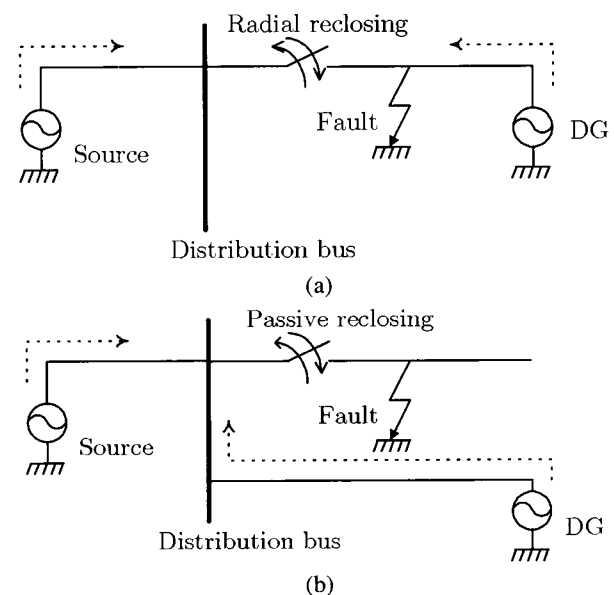 Radial reclosing
Fault
DG
Source
Distribution bus
(a)
Passive reclosing
Fault
Source
DG
Distribution bus
(b)